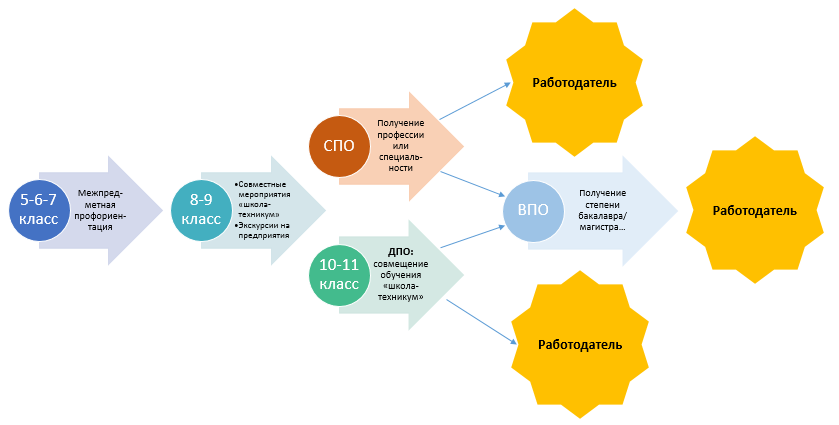 5-6-7
класс
Межпред-
метная
профориен-
тация
8-9
класс
•Совместные
мероприятия
«школа-
техникум»
•Экскурсии на
предприятия
СПО
Получение
профессии
или
специаль-
ности
10-11
класс
ДПО:
совмещение
обучения
«школа-
техникум»
Работодатель
ВПО
Получение
степени
бакалавра/
магистра...
Работодатель
Работодатель